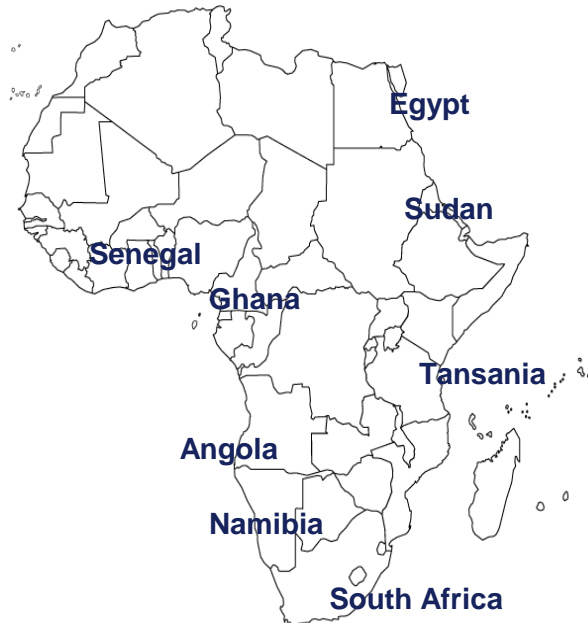 Egypt
Sudan
Senegal
Ghana
Tansania
Angola
Namibia
South Africa